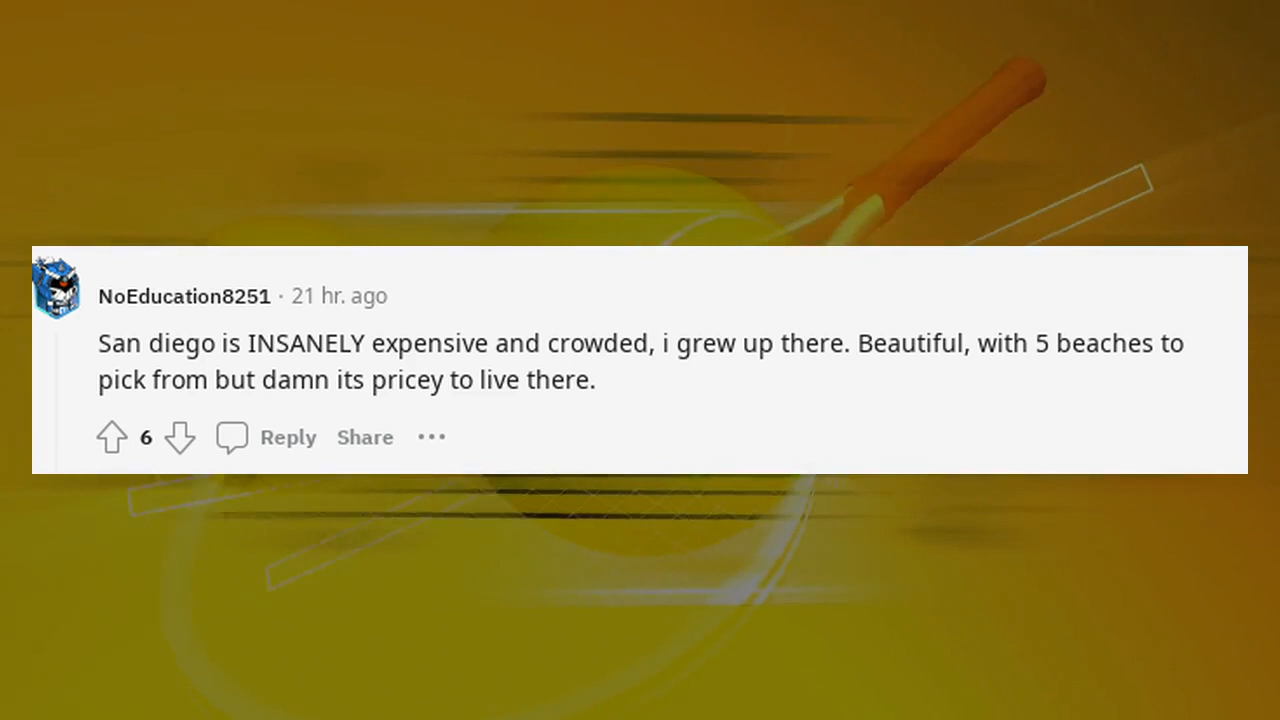 NoEducation8251 · 21 hr. ago
San diego is INSANELY expensive and crowded, i grew up there. Beautiful, with 5 beaches to
pick from but damn its pricey to live there.
6 Reply Share ···